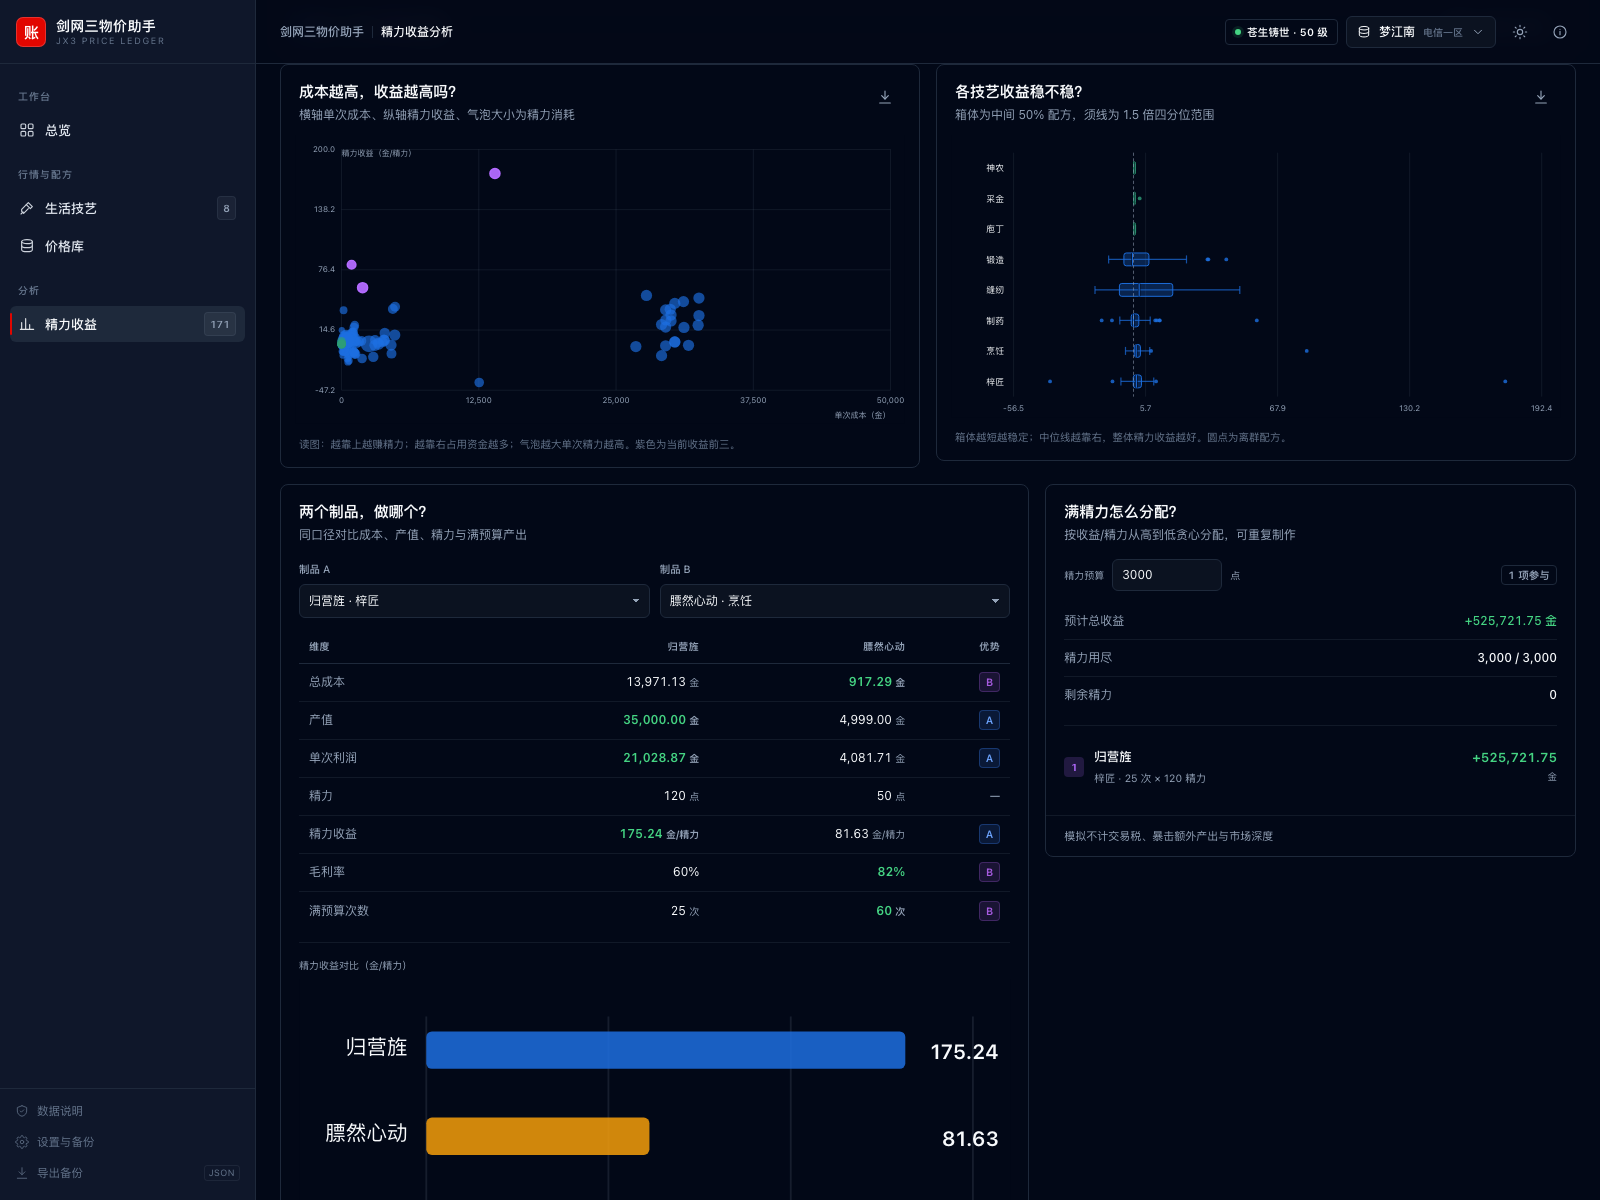 账
剑网三物价助手
JX3 PRICE LEDGER
工作台
总览
行情与配方
生活技艺
8
价格库
分析
精力收益
171
数据说明
设置与备份
导出备份
JSON
剑网三物价助手
精力收益分析
苍生铸世 · 50 级
梦江南 电信一区
成本越高，收益越高吗？
横轴单次成本、纵轴精力收益、气泡大小为精力消耗
精力收益（金/精力）
200.0
138.2
76.4
14.6
-47.2
0
12,500
25,000
37,500
50,000
单次成本（金）
读图：越靠上越赚精力；越靠右占用资金越多；气泡越大单次精力越高。紫色为当前收益前三。
各技艺收益稳不稳？
箱体为中间 50% 配方，须线为 1.5 倍四分位范围
神农
采金
庖丁
锻造
缝纫
制药
烹饪
梓匠
-56.5
5.7
67.9
130.2
192.4
箱体越短越稳定；中位线越靠右，整体精力收益越好。圆点为离群配方。
两个制品，做哪个？
同口径对比成本、产值、精力与满预算产出
制品 A
制品 B
归营旌 · 梓匠
腰然心动 · 烹饪
维度
归营旌
腰然心动
优势
总成本
13,971.13 金
917.29 金
B
产值
35,000.00 金
4,999.00 金
A
单次利润
21,028.87 金
4,081.71 金
A
精力
120 点
50 点
—
精力收益
175.24 金/精力
81.63 金/精力
A
毛利率
60%
82%
B
满预算次数
25 次
60 次
B
精力收益对比（金/精力）
归营旌
175.24
腰然心动
81.63
满精力怎么分配？
按收益/精力从高到低贪心分配，可重复制作
精力预算
3000
点
1 项参与
预计总收益
+525,721.75 金
精力用尽
3,000 / 3,000
剩余精力
0
1
归营旌
梓匠 · 25 次 × 120 精力
+525,721.75
金
模拟不计交易税、暴击额外产出与市场深度